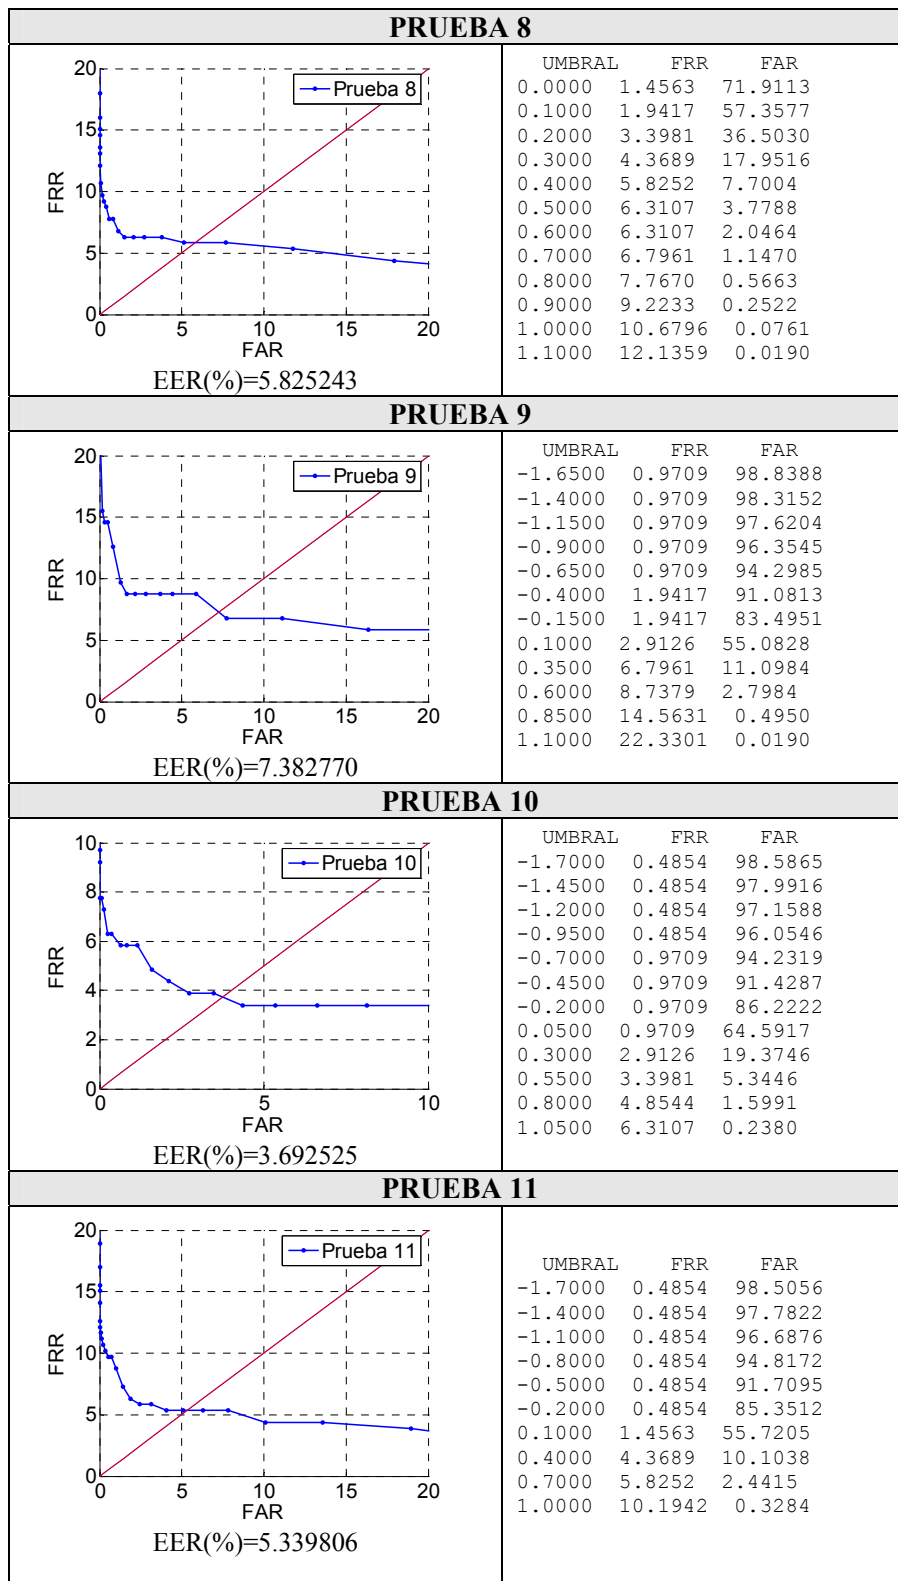 PRUEBA 8
20
15
10
5
0
0 5 10 15 20
FRR
FAR
Prueba 8
EER(%)=5.825243
UMBRAL FRR FAR
0.0000 1.4563 71.9113
0.1000 1.9417 57.3577
0.2000 3.3981 36.5030
0.3000 4.3689 17.9516
0.4000 5.8252 7.7004
0.5000 6.3107 3.7788
0.6000 6.3107 2.0464
0.7000 6.7961 1.1470
0.8000 7.7670 0.5663
0.9000 9.2233 0.2522
1.0000 10.6796 0.0761
1.1000 12.1359 0.0190
PRUEBA 9
20
15
10
5
0
0 5 10 15 20
FRR
FAR
Prueba 9
EER(%)=7.382770
UMBRAL FRR FAR
-1.6500 0.9709 98.8388
-1.4000 0.9709 98.3152
-1.1500 0.9709 97.6204
-0.9000 0.9709 96.3545
-0.6500 0.9709 94.2985
-0.4000 1.9417 91.0813
-0.1500 1.9417 83.4951
0.1000 2.9126 55.0828
0.3500 6.7961 11.0984
0.6000 8.7379 2.7984
0.8500 14.5631 0.4950
1.1000 22.3301 0.0190
PRUEBA 10
10
8
6
4
2
0
0 5 10
FRR
FAR
Prueba 10
EER(%)=3.692525
UMBRAL FRR FAR
-1.7000 0.4854 98.5865
-1.4500 0.4854 97.9916
-1.2000 0.4854 97.1588
-0.9500 0.4854 96.0546
-0.7000 0.9709 94.2319
-0.4500 0.9709 91.4287
-0.2000 0.9709 86.2222
0.0500 0.9709 64.5917
0.3000 2.9126 19.3746
0.5500 3.3981 5.3446
0.8000 4.8544 1.5991
1.0500 6.3107 0.2380
PRUEBA 11
20
15
10
5
0
0 5 10 15 20
FRR
FAR
Prueba 11
EER(%)=5.339806
UMBRAL FRR FAR
-1.7000 0.4854 98.5056
-1.4000 0.4854 97.7822
-1.1000 0.4854 96.6876
-0.8000 0.4854 94.8172
-0.5000 0.4854 91.7095
-0.2000 0.4854 85.3512
0.1000 1.4563 55.7205
0.4000 4.3689 10.1038
0.7000 5.8252 2.4415
1.0000 10.1942 0.3284